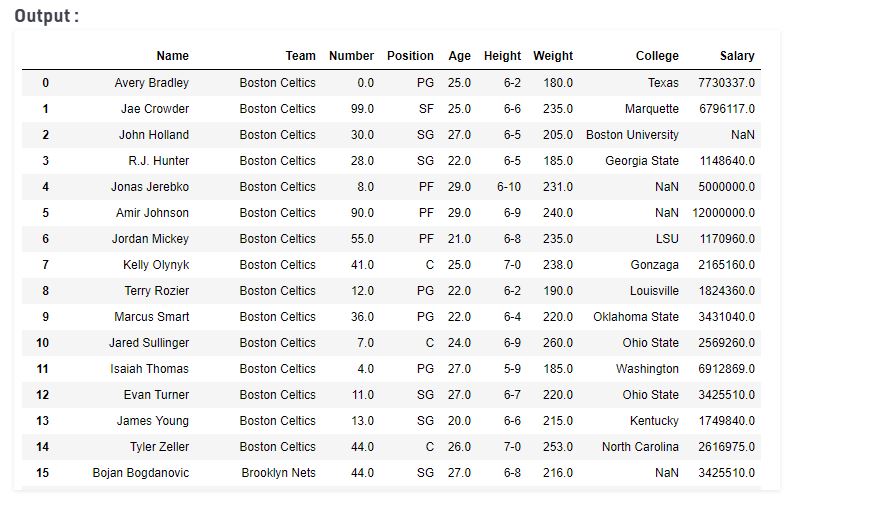 Output :
Name Team Number Position Age Height Weight College Salary
0 Avery Bradley Boston Celtics 0.0 PG 25.0 6-2 180.0 Texas 7730337.0
1 Jae Crowder Boston Celtics 99.0 SF 25.0 6-6 235.0 Marquette 6796117.0
2 John Holland Boston Celtics 30.0 SG 27.0 6-5 205.0 Boston University NaN
3 R.J. Hunter Boston Celtics 28.0 SG 22.0 6-5 185.0 Georgia State 1148640.0
4 Jonas Jerebko Boston Celtics 8.0 PF 29.0 6-10 231.0 NaN 5000000.0
5 Amir Johnson Boston Celtics 90.0 PF 29.0 6-9 240.0 NaN 12000000.0
6 Jordan Mickey Boston Celtics 55.0 PF 21.0 6-8 235.0 LSU 1170960.0
7 Kelly Olynyk Boston Celtics 41.0 C 25.0 7-0 238.0 Gonzaga 2165160.0
8 Terry Rozier Boston Celtics 12.0 PG 22.0 6-2 190.0 Louisville 1824360.0
9 Marcus Smart Boston Celtics 36.0 PG 22.0 6-4 220.0 Oklahoma State 3431040.0
10 Jared Sullinger Boston Celtics 7.0 C 24.0 6-9 260.0 Ohio State 2569260.0
11 Isaiah Thomas Boston Celtics 4.0 PG 27.0 5-9 185.0 Washington 6912869.0
12 Evan Turner Boston Celtics 11.0 SG 27.0 6-7 220.0 Ohio State 3425510.0
13 James Young Boston Celtics 13.0 SG 20.0 6-6 215.0 Kentucky 1749840.0
14 Tyler Zeller Boston Celtics 44.0 C 26.0 7-0 253.0 North Carolina 2616975.0
15 Bojan Bogdanovic Brooklyn Nets 44.0 SG 27.0 6-8 216.0 NaN 3425510.0